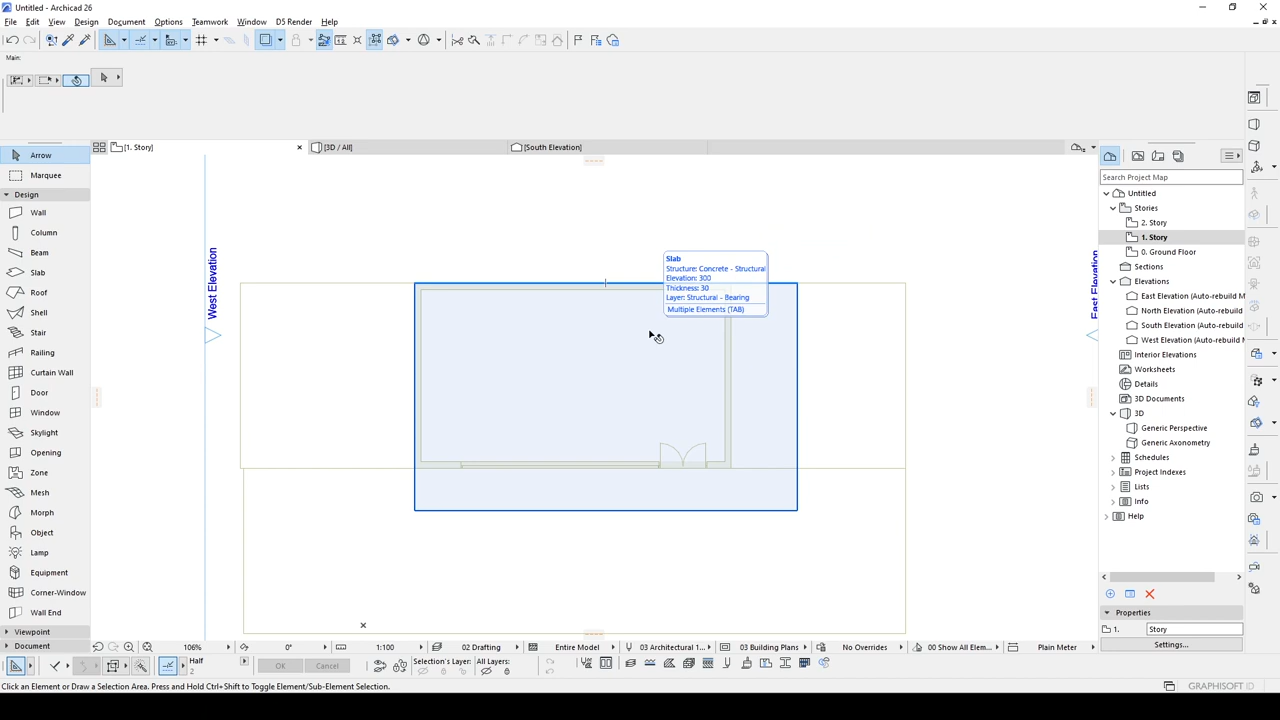 Untitled - Archicad 26
File Edit View Design Document Options Teamwork Window D5 Render Help
Main:
[1. Story]
[3D / All]
[South Elevation]
Arrow
Marquee
Design
Wall
Column
Beam
Slab
Roof
Shell
Stair
Railing
Curtain Wall
Door
Window
Skylight
Opening
Zone
Mesh
Morph
Object
Lamp
Equipment
Corner-Window
Wall End
Viewpoint
Document
West Elevation
East Elevation
Slab
Structure: Concrete - Structural
Elevation: 300
Thickness: 30
Layer: Structural - Bearing
Multiple Elements (TAB)
Search Project Map
Untitled
Stories
2. Story
1. Story
0. Ground Floor
Sections
Elevations
East Elevation (Auto-rebuild M
North Elevation (Auto-rebuild
South Elevation (Auto-rebuild
West Elevation (Auto-rebuild M
Interior Elevations
Worksheets
Details
3D Documents
3D
Generic Perspective
Generic Axonometry
Schedules
Project Indexes
Lists
Info
Help
Properties
1. Story
Settings...
106% 0° 1:100 02 Drafting Entire Model 03 Architectural 1... 03 Building Plans No Overrides 00 Show All Elem... Plain Meter
Half
2
OK Cancel
Selection's Layer: All Layers:
Click an Element or Draw a Selection Area. Press and Hold Ctrl+Shift to Toggle Element/Sub-Element Selection.
GRAPHISOFT